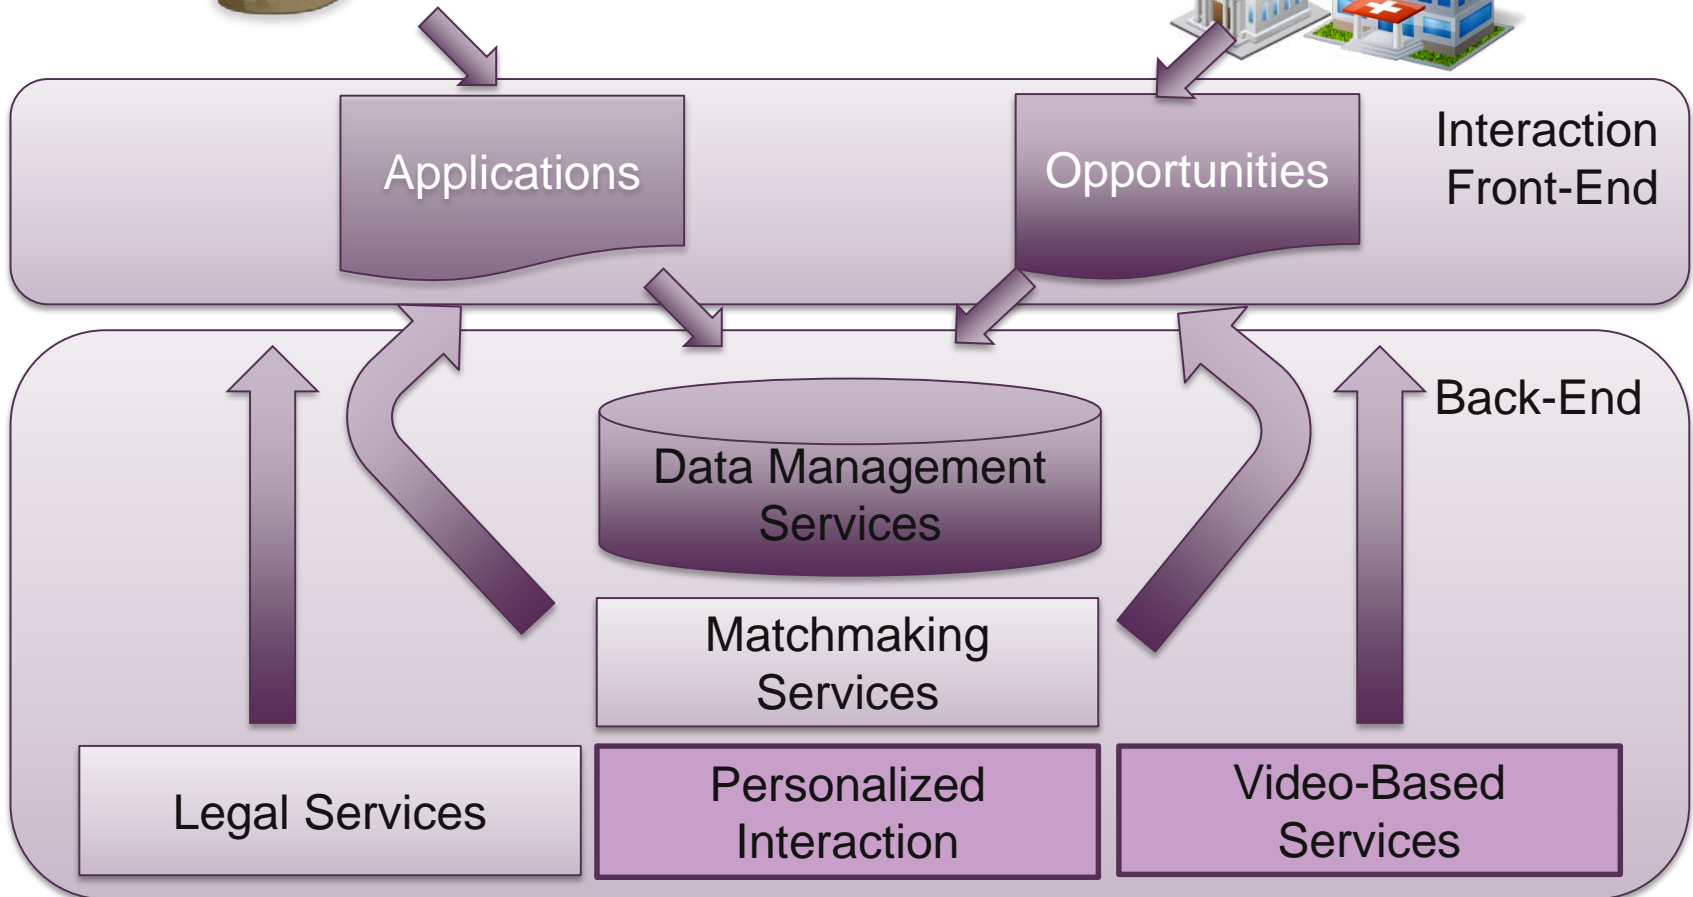 Applications
Opportunities
Interaction
Front-End
Back-End
Data Management
Services
Matchmaking
Services
Legal Services
Personalized
Interaction
Video-Based
Services